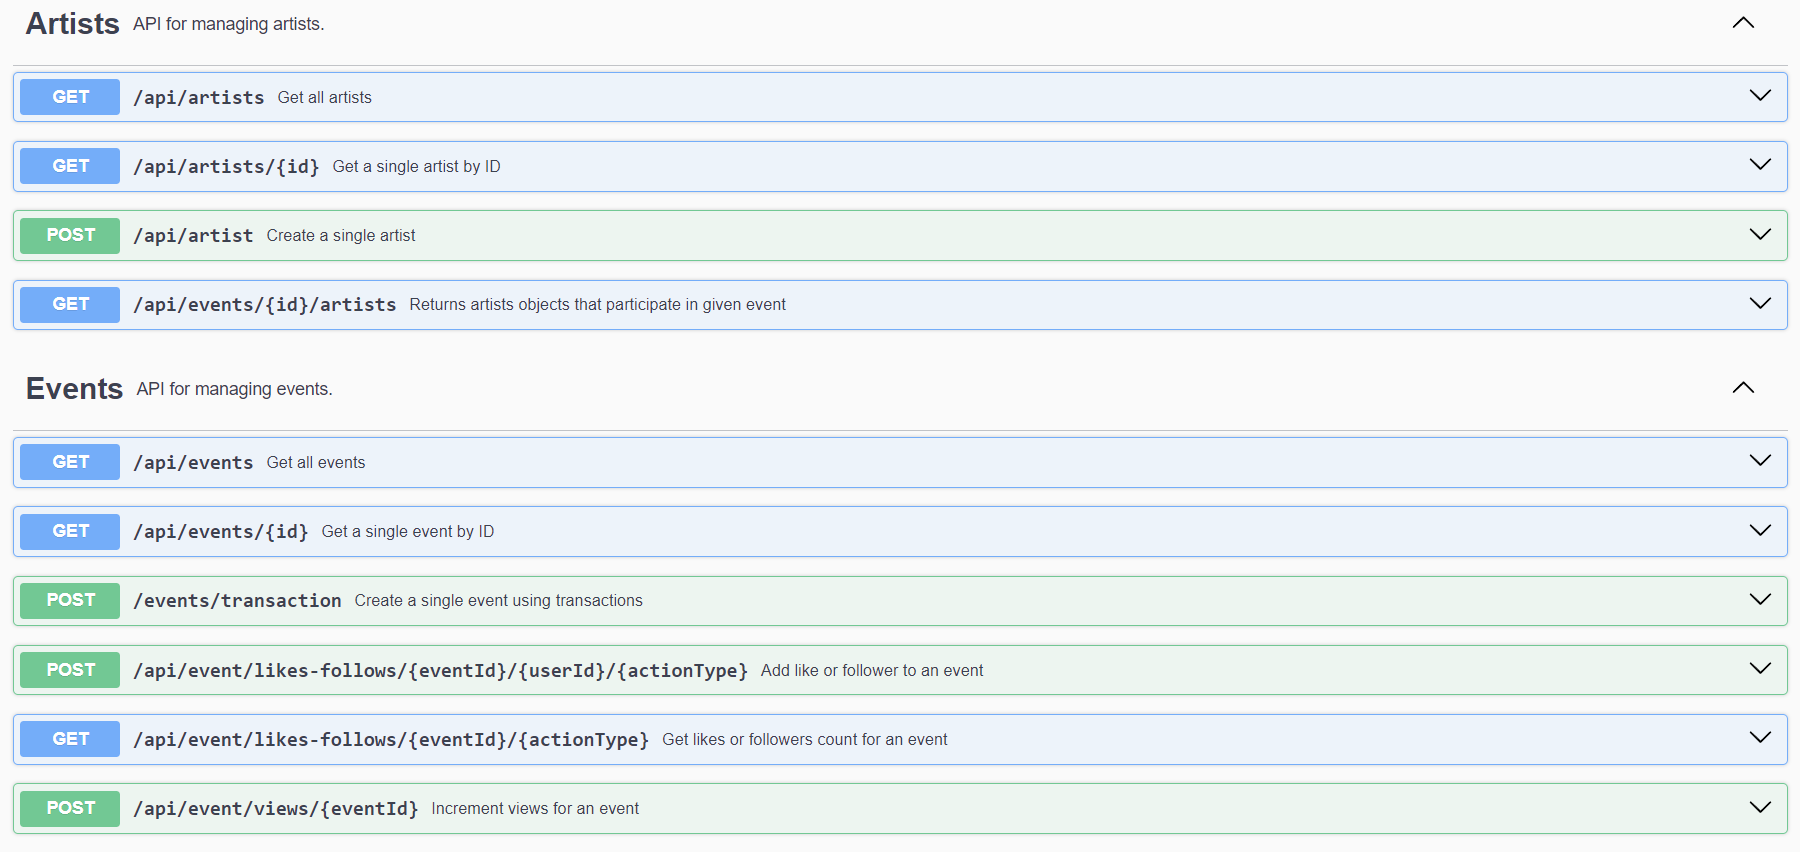 Artists API for managing artists.
GET /api/artists Get all artists
GET /api/artists/{id} Get a single artist by ID
POST /api/artist Create a single artist
GET /api/events/{id}/artists Returns artists objects that participate in given event
Events API for managing events.
GET /api/events Get all events
GET /api/events/{id} Get a single event by ID
POST /events/transaction Create a single event using transactions
POST /api/event/likes-follows/{eventId}/{userId}/{actionType} Add like or follower to an event
GET /api/event/likes-follows/{eventId}/{actionType} Get likes or followers count for an event
POST /api/event/views/{eventId} Increment views for an event